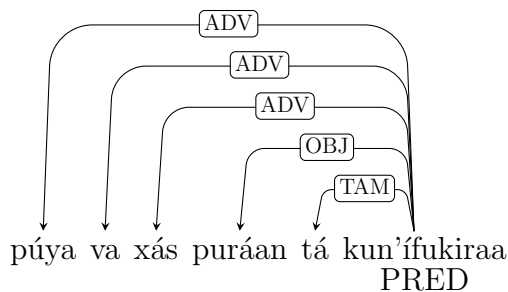 ADV
ADV
ADV
OBJ
TAM
púya va xás puráan tá kun'ífukiraa
PRED